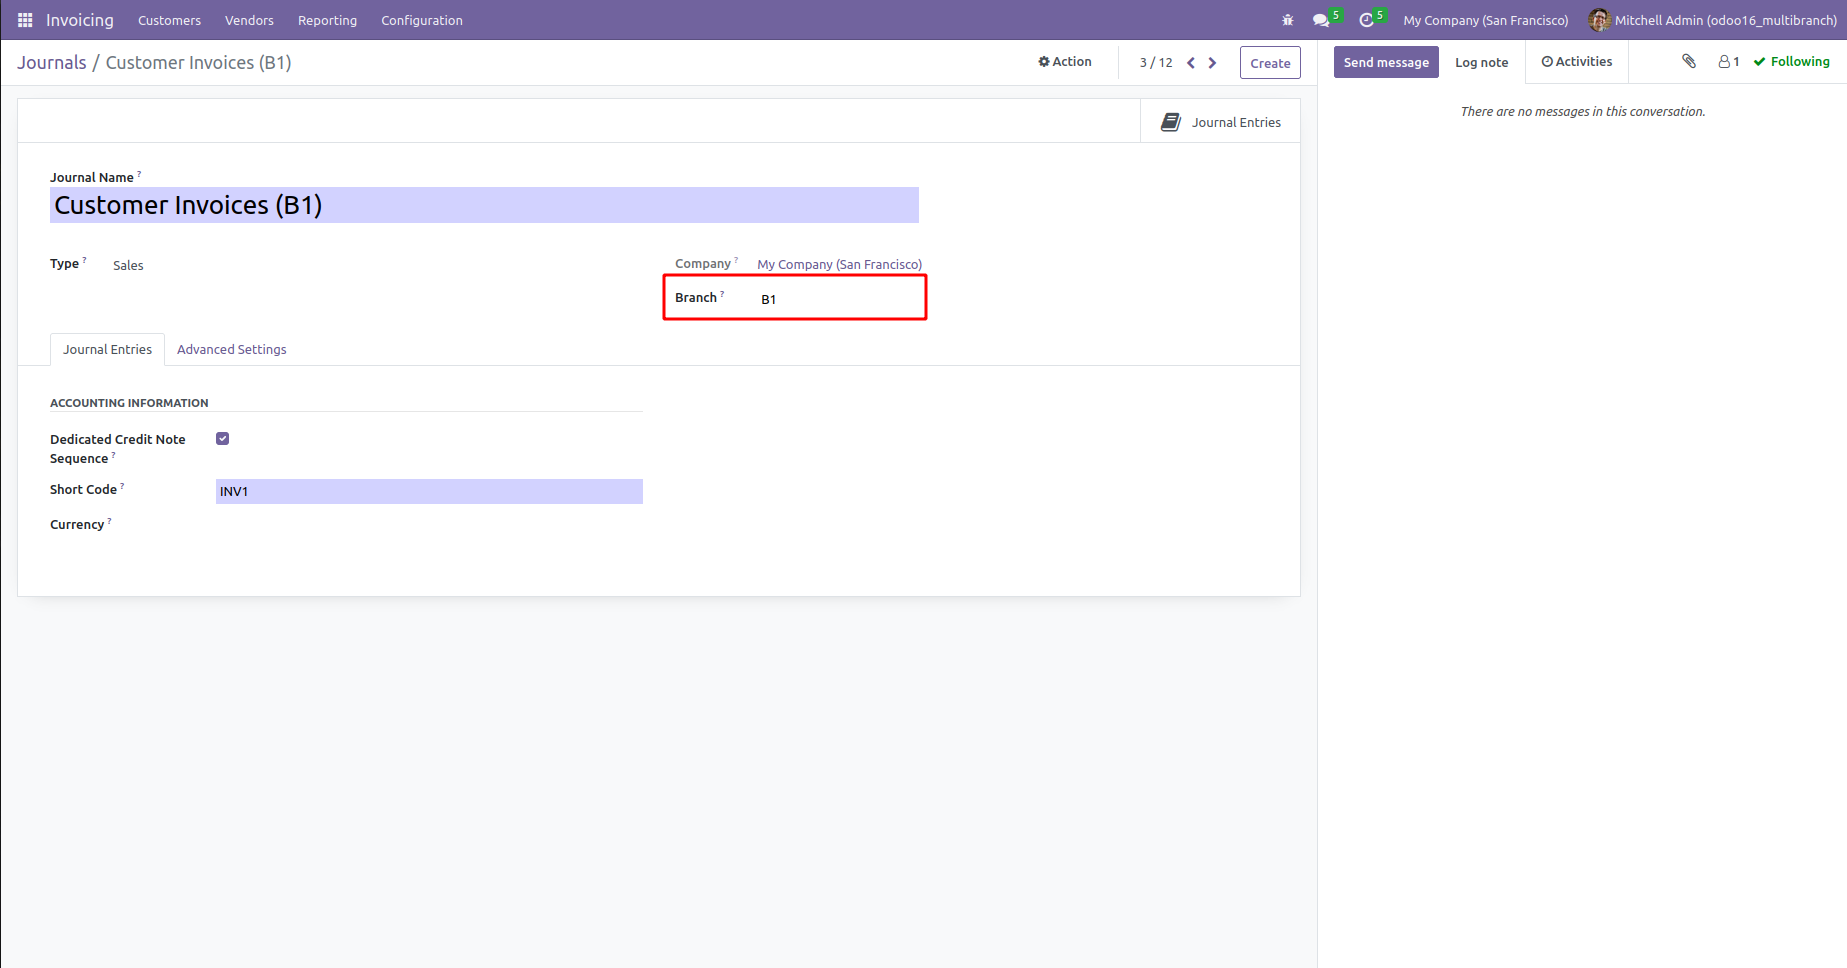 Invoicing Customers Vendors Reporting Configuration 5 5 My Company (San Francisco) Mitchell Admin (odoo16_multibranch)
Journals / Customer Invoices (B1) Action 3 / 12 Create Send message Log note Activities 1 Following
There are no messages in this conversation.
Journal Entries
Journal Name ?
Customer Invoices (B1)
Type ? Sales Company ? My Company (San Francisco)
Branch ? B1
Journal Entries Advanced Settings
ACCOUNTING INFORMATION
Dedicated Credit Note
Sequence ?
Short Code ? INV1
Currency ?